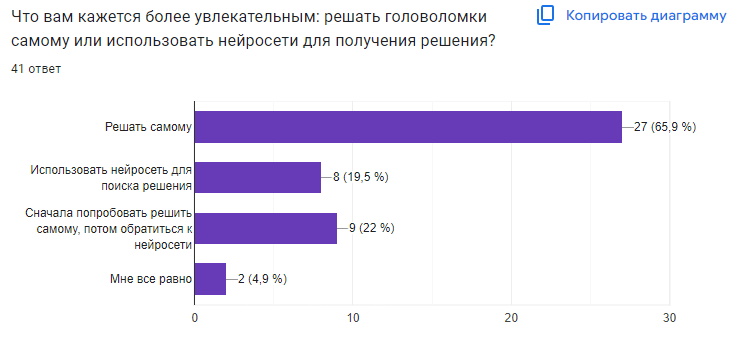 Что вам кажется более увлекательным: решать головоломки
самому или использовать нейросети для получения решения?
Копировать диаграмму
41 ответ
Решать самому
27 (65,9 %)
Использовать нейросеть для
поиска решения
8 (19,5 %)
Сначала попробовать решить
самому, потом обратиться к
нейросети
9 (22 %)
Мне все равно
2 (4,9 %)
0
10
20
30